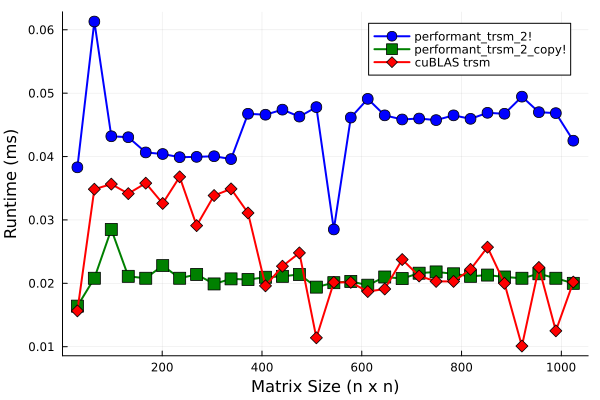 performant_trsm_2!
performant_trsm_2_copy!
cuBLAS trsm
Runtime (ms)
0.06
0.05
0.04
0.03
0.02
0.01
200 400 600 800 1000
Matrix Size (n x n)